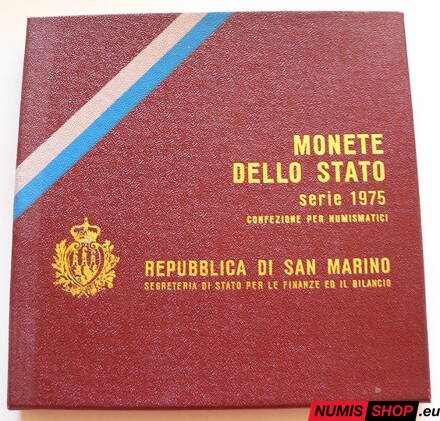 MONETE
DELLO STATO
serie 1975
CONFEZIONE PER NUMISMATICI
REPUBBLICA DI SAN MARINO
SEGRETERIA DI STATO PER LE FINANZE ED IL BILANCIO
NUMIS SHOP.eu